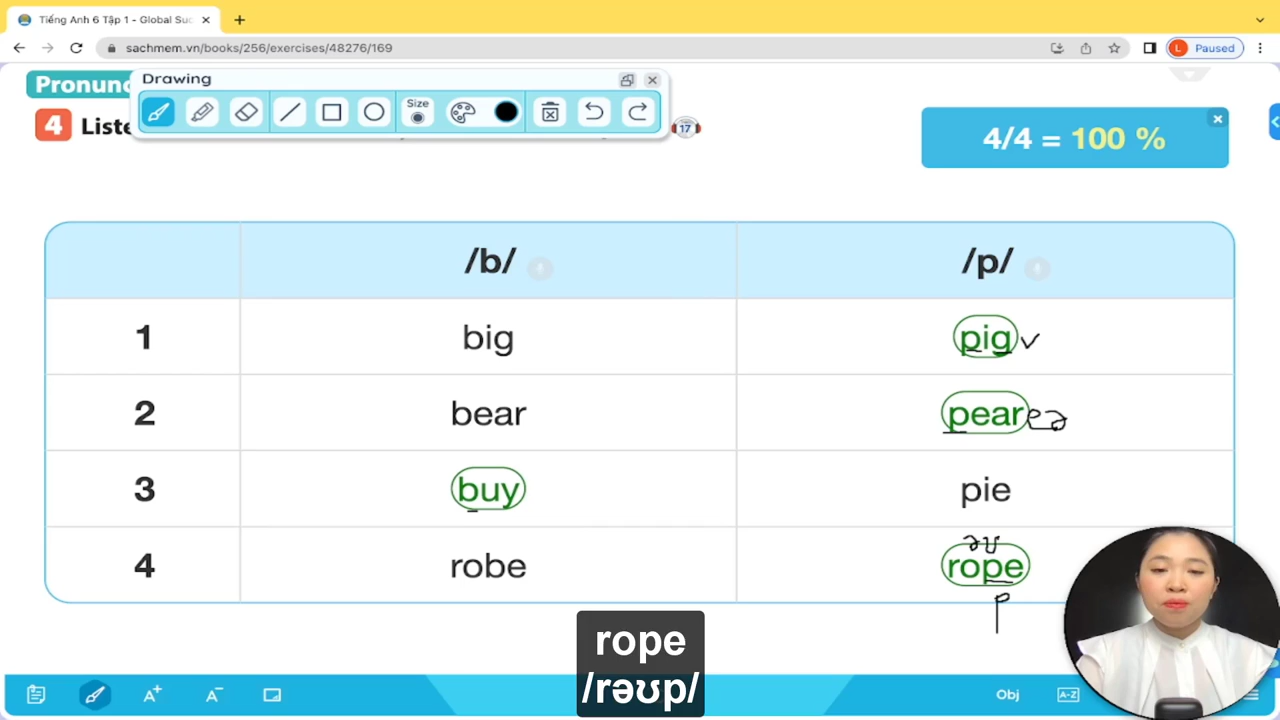 Tiếng Anh 6 Tập 1 - Global Suc
sachmem.vn/books/256/exercises/48276/169
L Paused
Pronunc
Drawing
Size
4 Liste
17
4/4 = 100 %
/b/ /p/
1 big pig
2 bear pear eə
3 buy pie
əʊ
4 robe rope
p
rope
/rəʊp/
A+ A- Obj A-Z